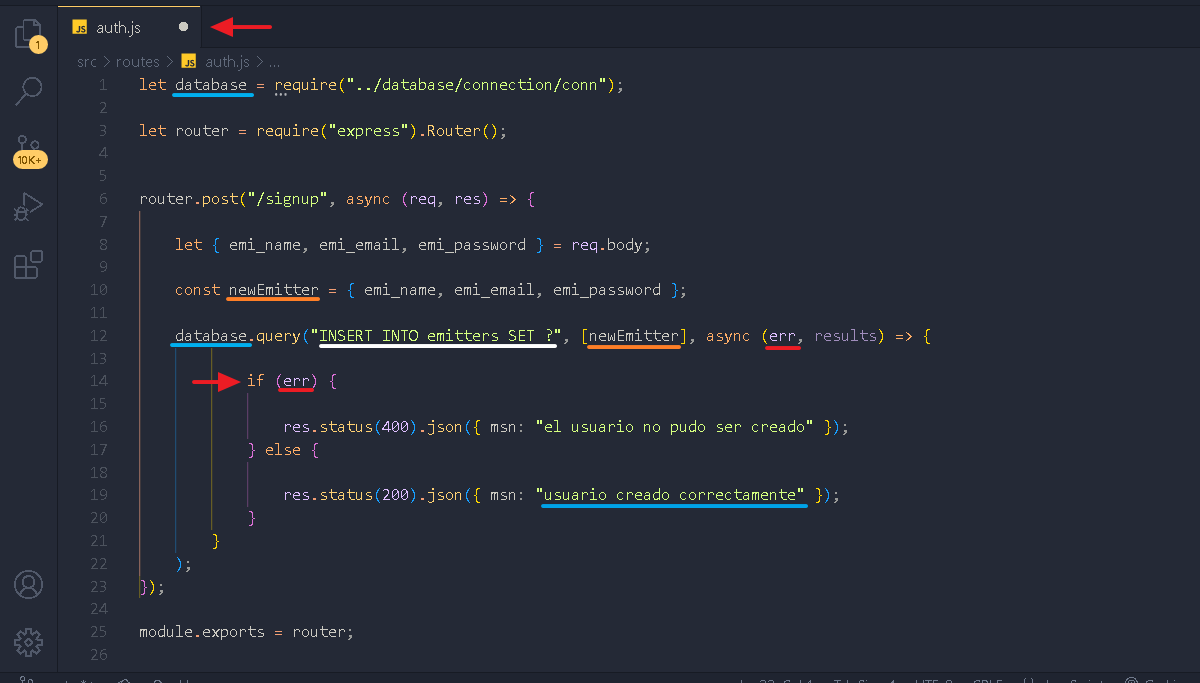 JS auth.js
1
src > routes > JS auth.js > ...
1 let database = require("../database/connection/conn");
2
3 let router = require("express").Router();
4
5
6 router.post("/signup", async (req, res) => {
7
8 let { emi_name, emi_email, emi_password } = req.body;
9
10 const newEmitter = { emi_name, emi_email, emi_password };
11
12 database.query("INSERT INTO emitters SET ?", [newEmitter], async (err, results) => {
13
14 if (err) {
15
16 res.status(400).json({ msn: "el usuario no pudo ser creado" });
17 } else {
18
19 res.status(200).json({ msn: "usuario creado correctamente" });
20 }
21 }
22 );
23 });
24
25 module.exports = router;
26
10K+